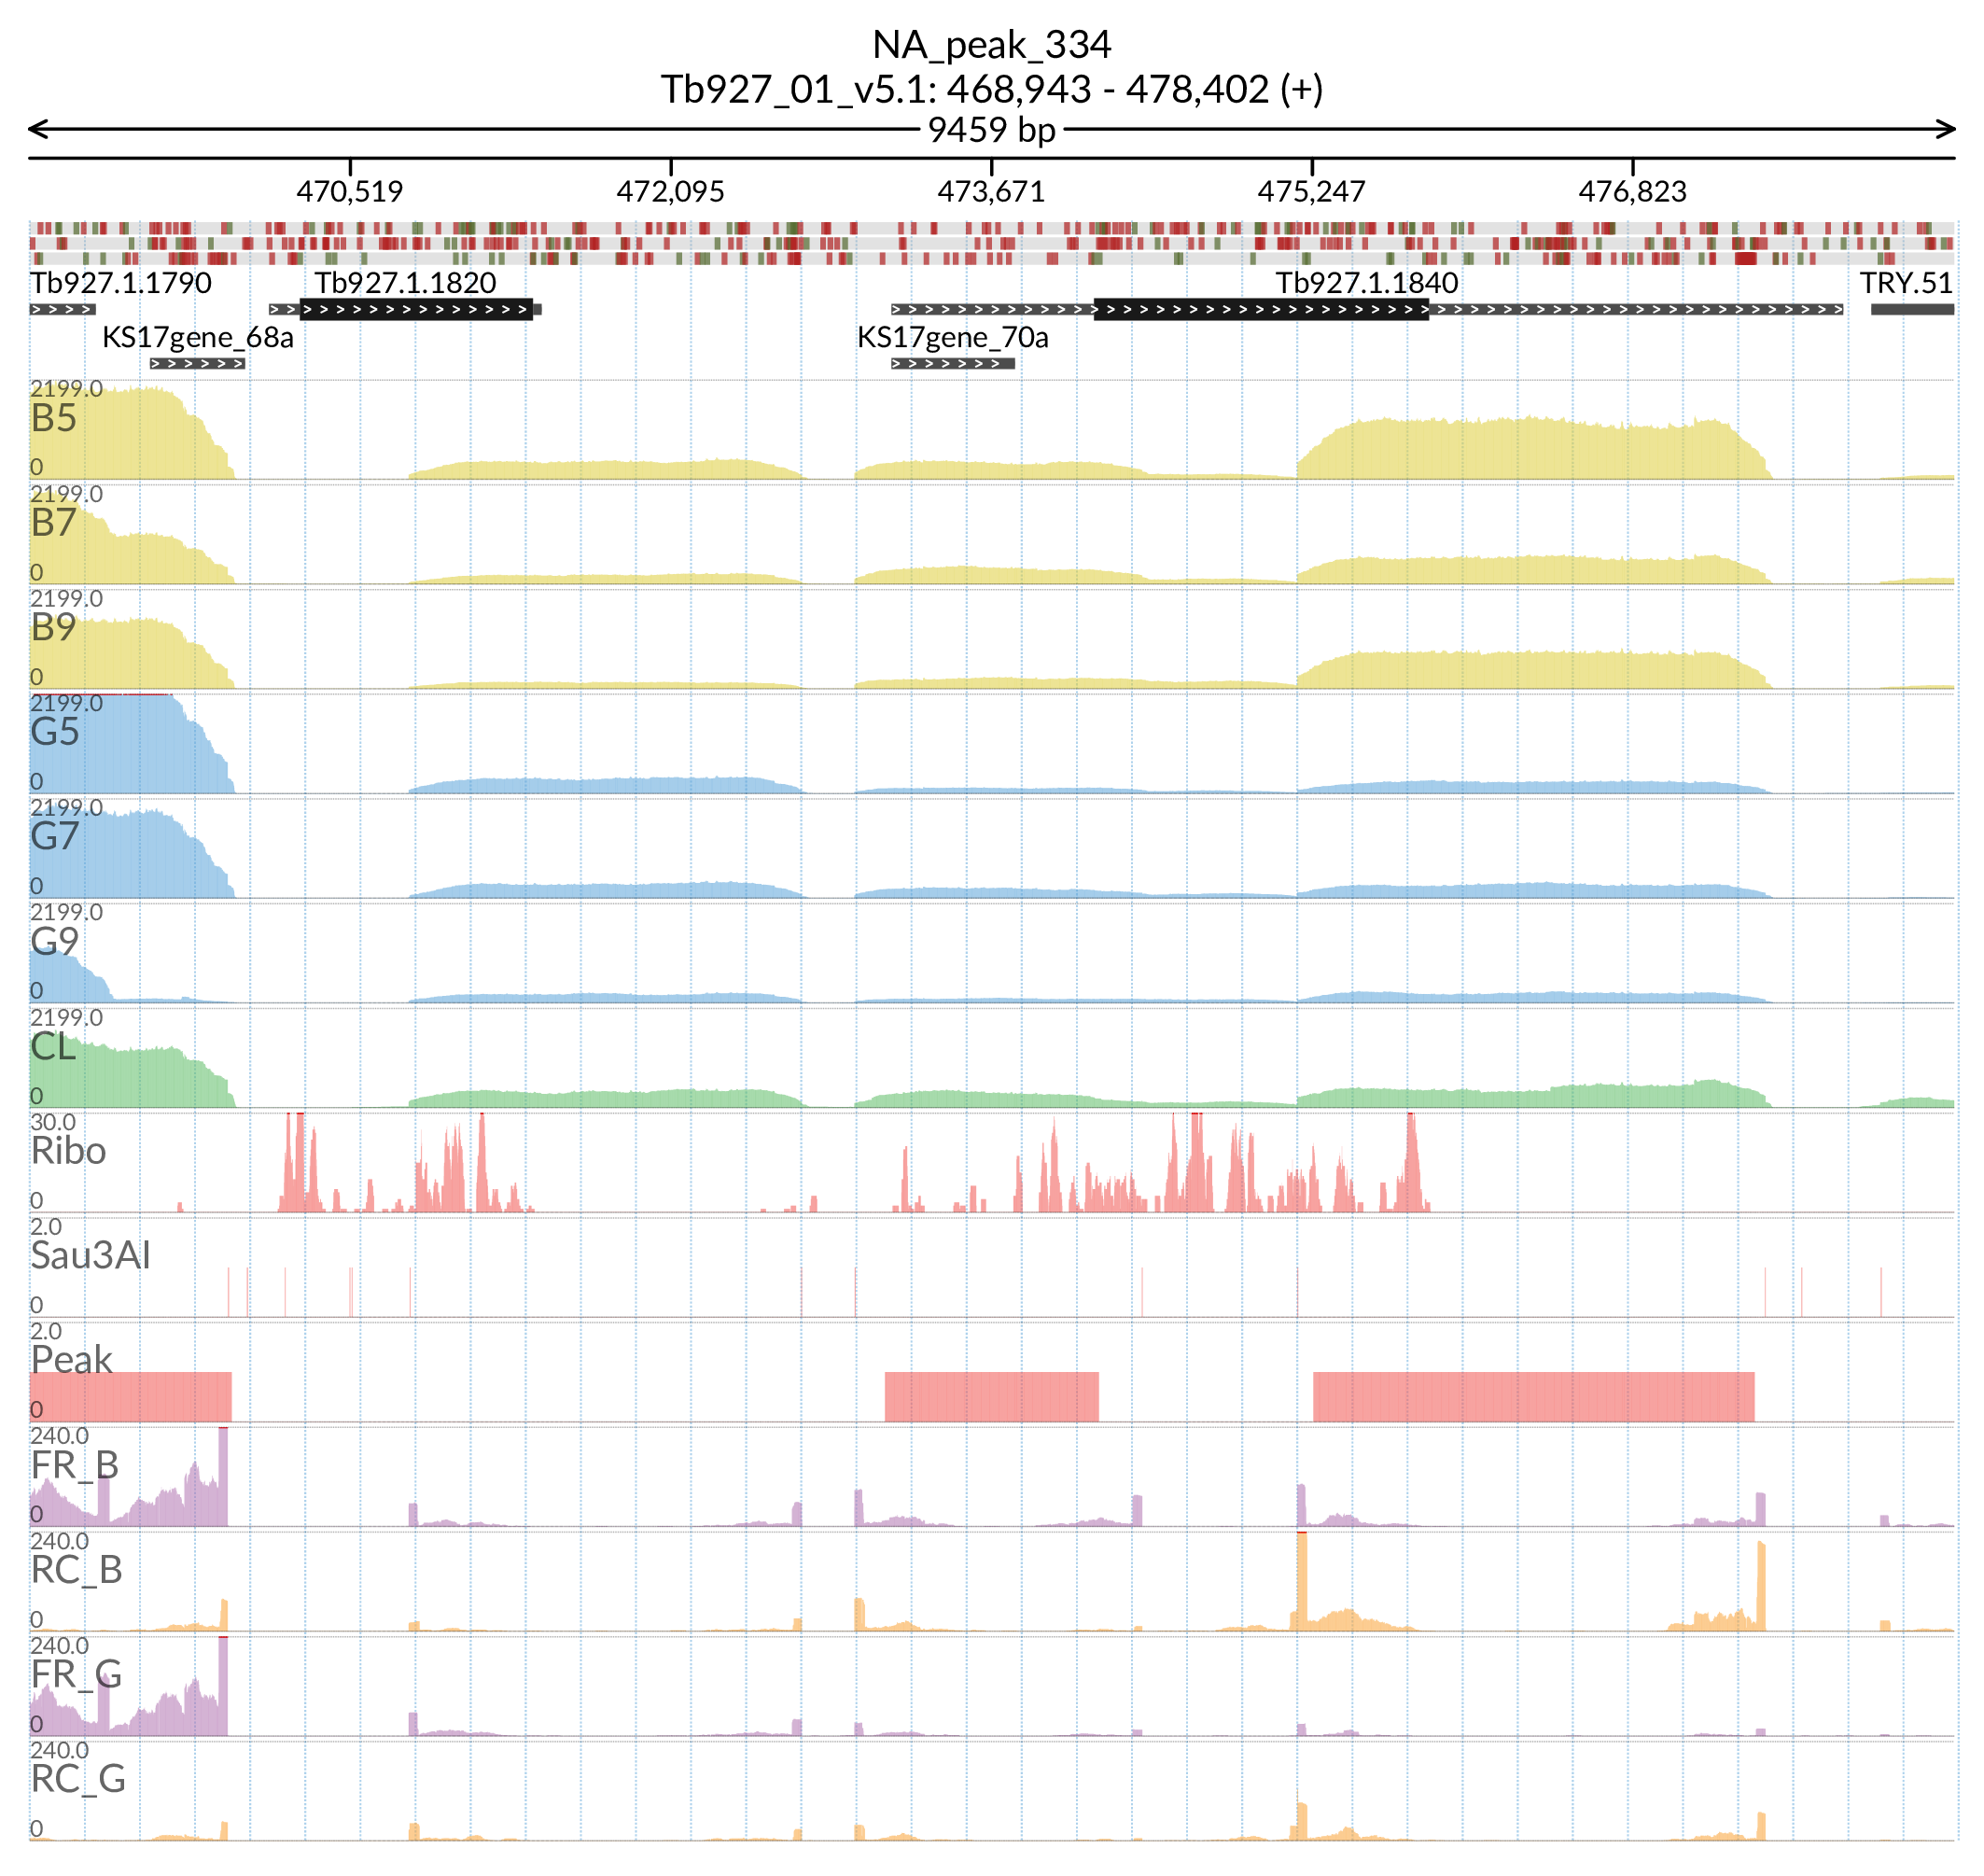 NA_peak_334
Tb927_01_v5.1: 468,943 - 478,402 (+)
9459 bp
470,519 472,095 473,671 475,247 476,823
Tb927.1.1790 Tb927.1.1820 Tb927.1.1840 TRY.51
KS17gene_68a KS17gene_70a
2199.0
B5
0
2199.0
B7
0
2199.0
B9
0
2199.0
G5
0
2199.0
G7
0
2199.0
G9
0
2199.0
CL
0
30.0
Ribo
0
2.0
Sau3AI
0
2.0
Peak
0
240.0
FR_B
0
240.0
RC_B
0
240.0
FR_G
0
240.0
RC_G
0